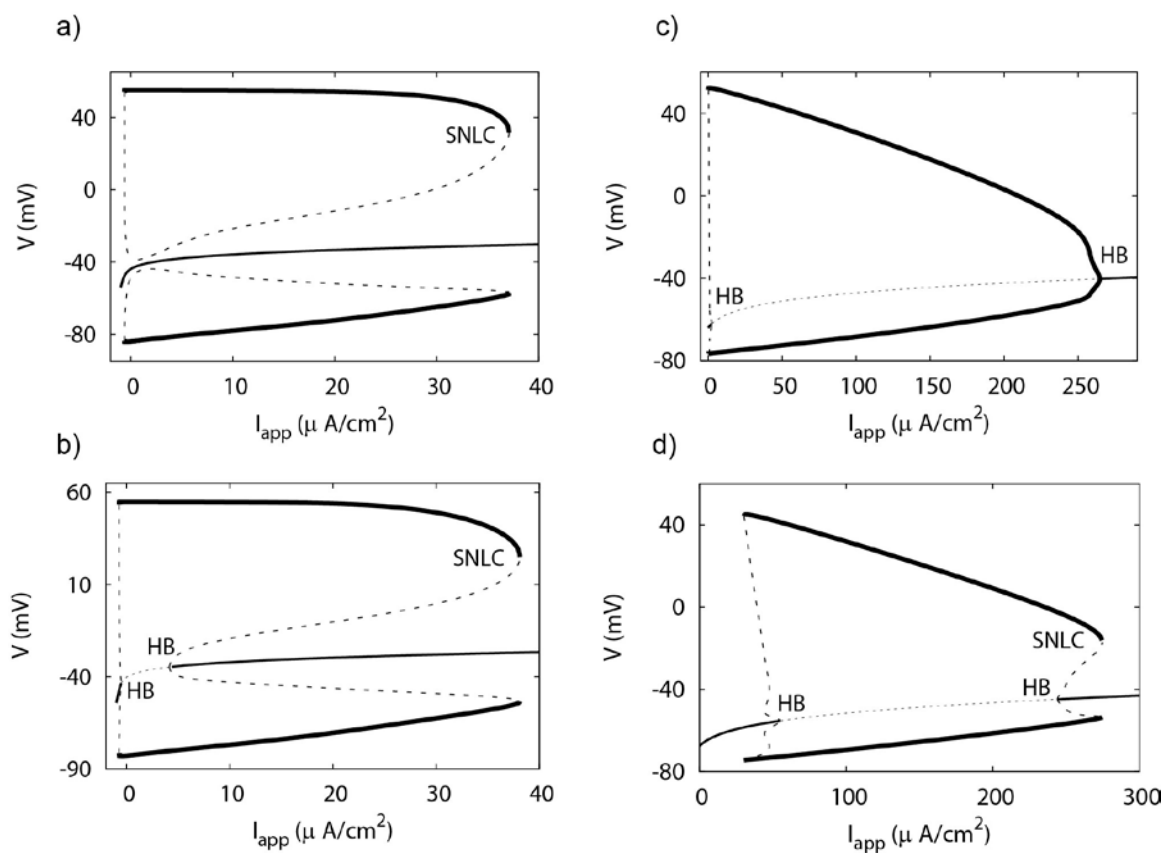 a)
V (mV)
40
0
-40
-80
SNLC
0 10 20 30 40
I_app (μ A/cm²)
b)
V (mV)
60
10
-40
-90
SNLC
HB
HB
0 10 20 30 40
I_app (μ A/cm²)
c)
V (mV)
40
0
-40
-80
HB
HB
0 50 100 150 200 250
I_app (μ A/cm²)
d)
V (mV)
40
0
-40
-80
SNLC
HB
HB
0 100 200 300
I_app (μ A/cm²)